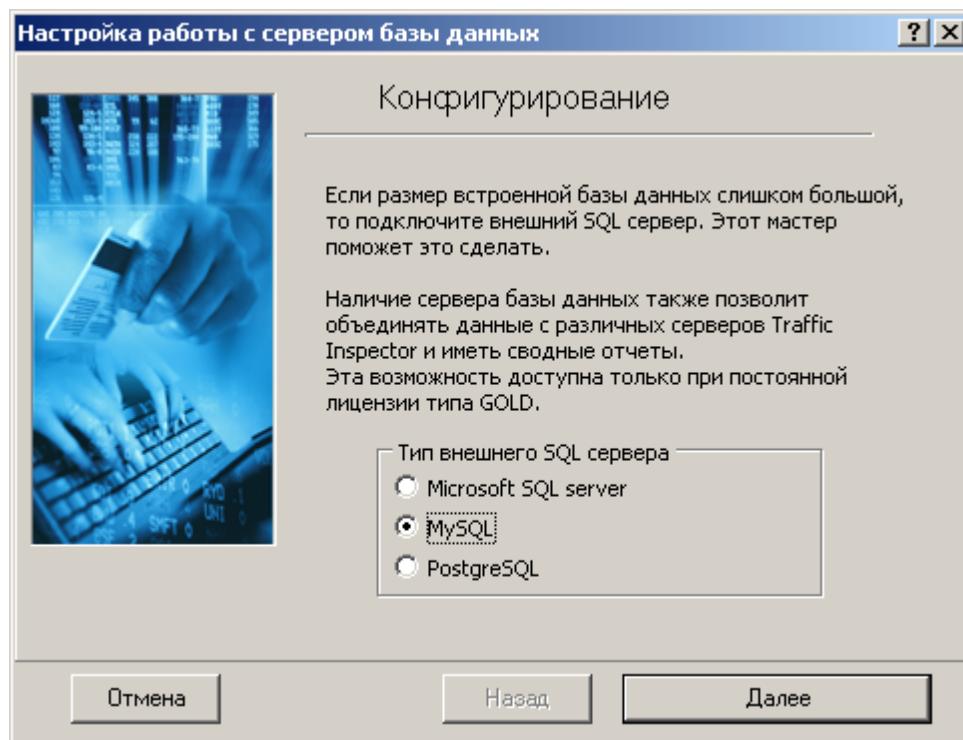 Настройка работы с сервером базы данных
Конфигурирование
Если размер встроенной базы данных слишком большой,
то подключите внешний SQL сервер. Этот мастер
поможет это сделать.
Наличие сервера базы данных также позволит
объединять данные с различных серверов Traffic
Inspector и иметь сводные отчеты.
Эта возможность доступна только при постоянной
лицензии типа GOLD.
Тип внешнего SQL сервера
Microsoft SQL server
MySQL
PostgreSQL
Отмена
Назад
Далее